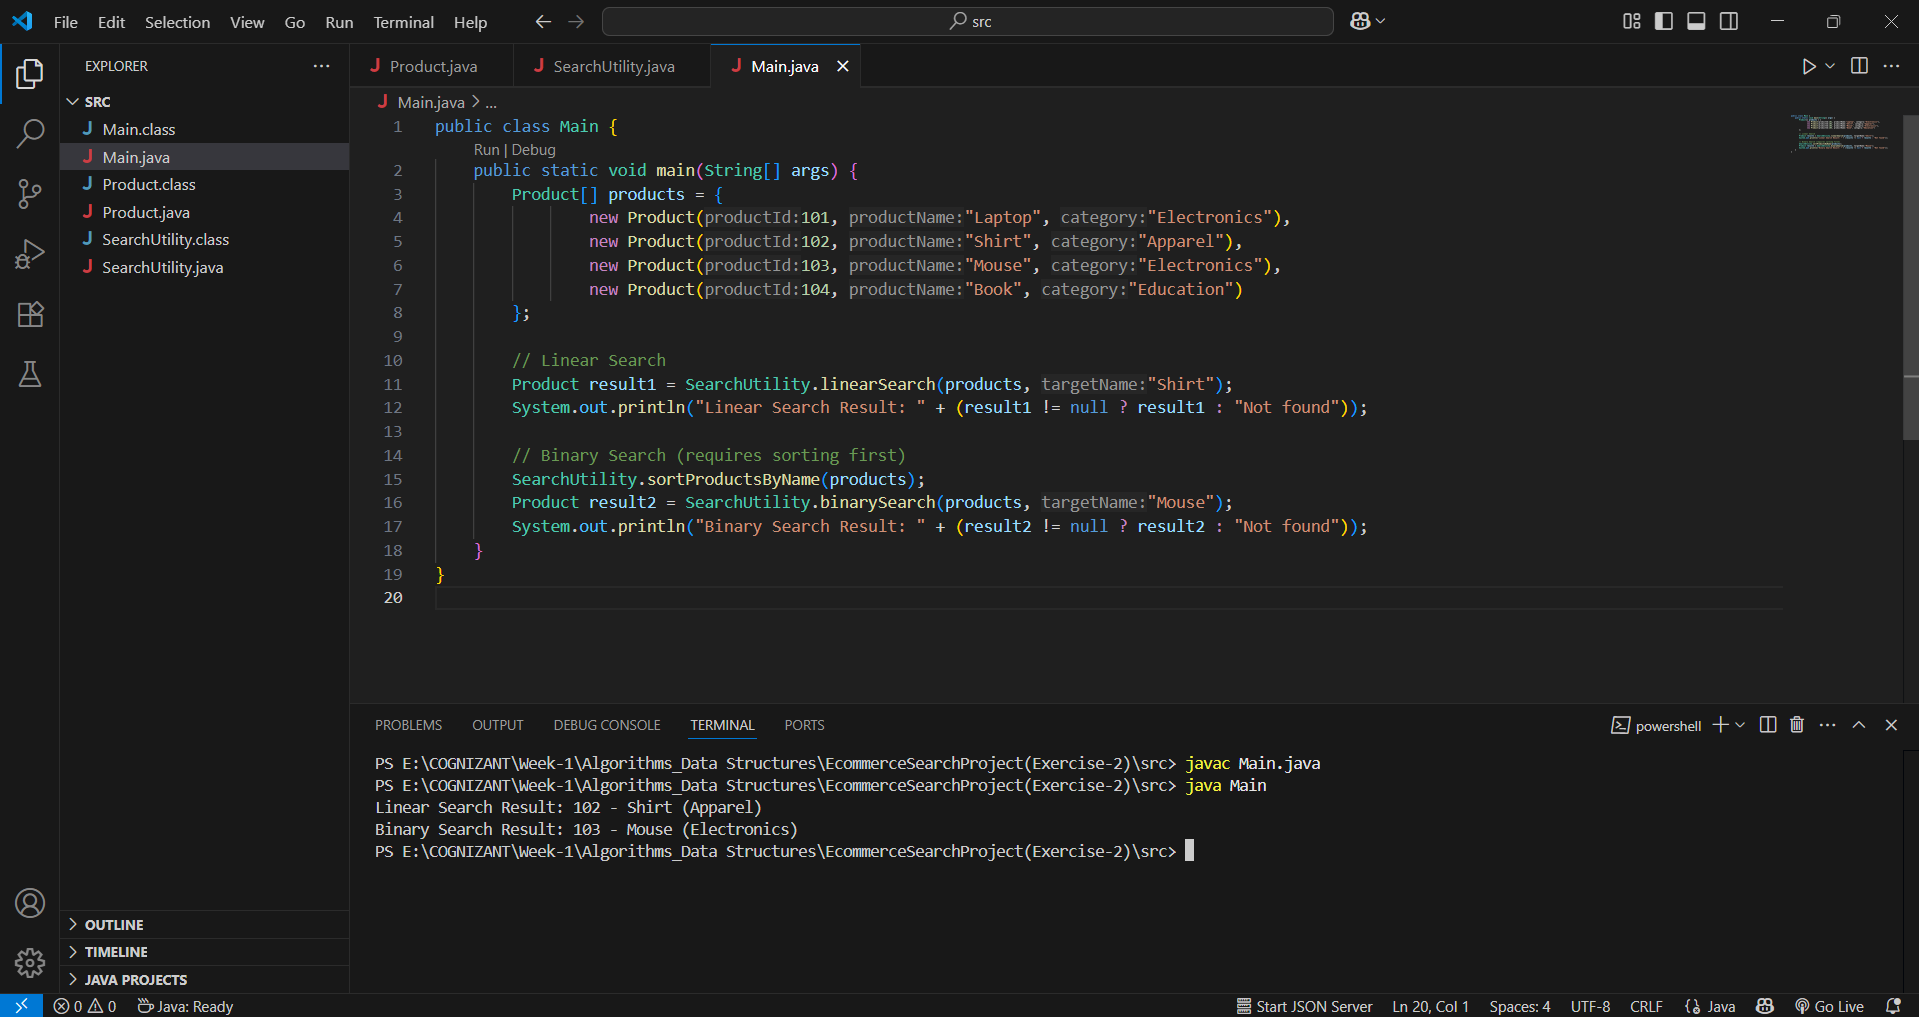 File Edit Selection View Go Run Terminal Help
src
EXPLORER
SRC
Main.class
Main.java
Product.class
Product.java
SearchUtility.class
SearchUtility.java
OUTLINE
TIMELINE
JAVA PROJECTS
Product.java SearchUtility.java Main.java
Main.java > ...
1 public class Main {
Run | Debug
2 public static void main(String[] args) {
3 Product[] products = {
4 new Product(productId:101, productName:"Laptop", category:"Electronics"),
5 new Product(productId:102, productName:"Shirt", category:"Apparel"),
6 new Product(productId:103, productName:"Mouse", category:"Electronics"),
7 new Product(productId:104, productName:"Book", category:"Education")
8 };
9
10 // Linear Search
11 Product result1 = SearchUtility.linearSearch(products, targetName:"Shirt");
12 System.out.println("Linear Search Result: " + (result1 != null ? result1 : "Not found"));
13
14 // Binary Search (requires sorting first)
15 SearchUtility.sortProductsByName(products);
16 Product result2 = SearchUtility.binarySearch(products, targetName:"Mouse");
17 System.out.println("Binary Search Result: " + (result2 != null ? result2 : "Not found"));
18 }
19 }
20
PROBLEMS OUTPUT DEBUG CONSOLE TERMINAL PORTS
powershell
PS E:\COGNIZANT\Week-1\Algorithms_Data Structures\EcommerceSearchProject(Exercise-2)\src> javac Main.java
PS E:\COGNIZANT\Week-1\Algorithms_Data Structures\EcommerceSearchProject(Exercise-2)\src> java Main
Linear Search Result: 102 - Shirt (Apparel)
Binary Search Result: 103 - Mouse (Electronics)
PS E:\COGNIZANT\Week-1\Algorithms_Data Structures\EcommerceSearchProject(Exercise-2)\src>
0 0 Java: Ready
Start JSON Server Ln 20, Col 1 Spaces: 4 UTF-8 CRLF Java Go Live